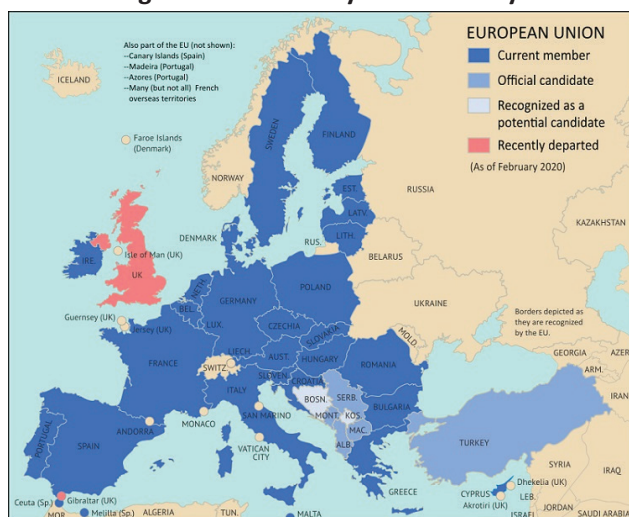 Also part of the EU (not shown):
--Canary Islands (Spain)
--Madeira (Portugal)
--Azores (Portugal)
--Many (but not all) French
overseas territories
EUROPEAN UNION
Current member
Official candidate
Recognized as a
potential candidate
Recently departed
(As of February 2020)
ICELAND
Faroe Islands
(Denmark)
SWEDEN
FINLAND
NORWAY
RUSSIA
EST.
LATV.
LITH.
RUS.
DENMARK
KAZAKHSTAN
BELARUS
IRE.
Isle of Man (UK)
UK
NETH.
BEL.
LUX.
GERMANY
POLAND
UKRAINE
Guernsey (UK)
Jersey (UK)
CZECHIA
SLOVAKIA
MOLD.
Borders depicted as
they are recognized
by the EU.
FRANCE
LIECH.
SWITZ
AUST.
HUNGARY
ROMANIA
SLOVEN.
CROATIA
ITALY
BOSN.
SERB.
GEORGIA
AZER
ARM.
IRAN
PORTUGAL
SPAIN
ANDORRA
MONACO
SAN MARINO
VATICAN
CITY
MONT.
KOS.
MAC.
ALB.
BULGARIA
TURKEY
GREECE
SYRIA
IRAQ
Ceuta (Sp.)
Gibraltar (UK)
MOR.
Melilla (Sp.)
ALGERIA
TUN.
MALTA
CYPRUS
Dhekelia (UK)
Akrotiri (UK)
LEB.
ISRAEL
JORDAN
SAUDI ARABIA